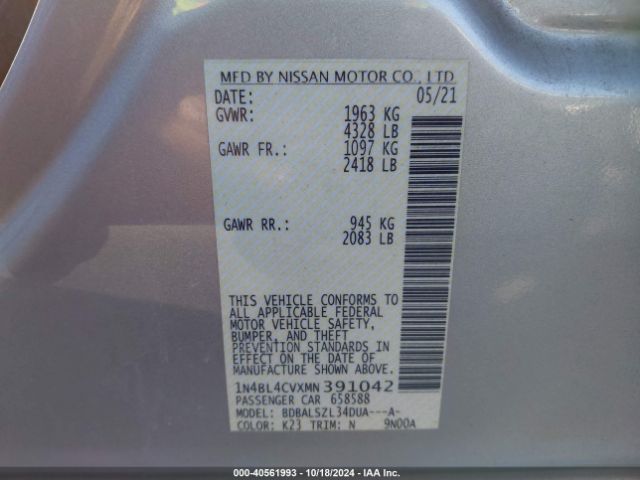 MFD BY NISSAN MOTOR CO., LTD
DATE: 05/21
GVWR: 1963 KG
4328 LB
GAWR FR.: 1097 KG
2418 LB
GAWR RR.: 945 KG
2083 LB
THIS VEHICLE CONFORMS TO
ALL APPLICABLE FEDERAL
MOTOR VEHICLE SAFETY,
BUMPER, AND THEFT
PREVENTION STANDARDS IN
EFFECT ON THE DATE OF
MANUFACTURE SHOWN ABOVE.
1N4BL4CVXMN391042
PASSENGER CAR 658588
MODEL: BDBALSZL34DUA---A-
COLOR: K23 TRIM: N 9N00A
000-40561993 - 10/18/2024 - IAA Inc.